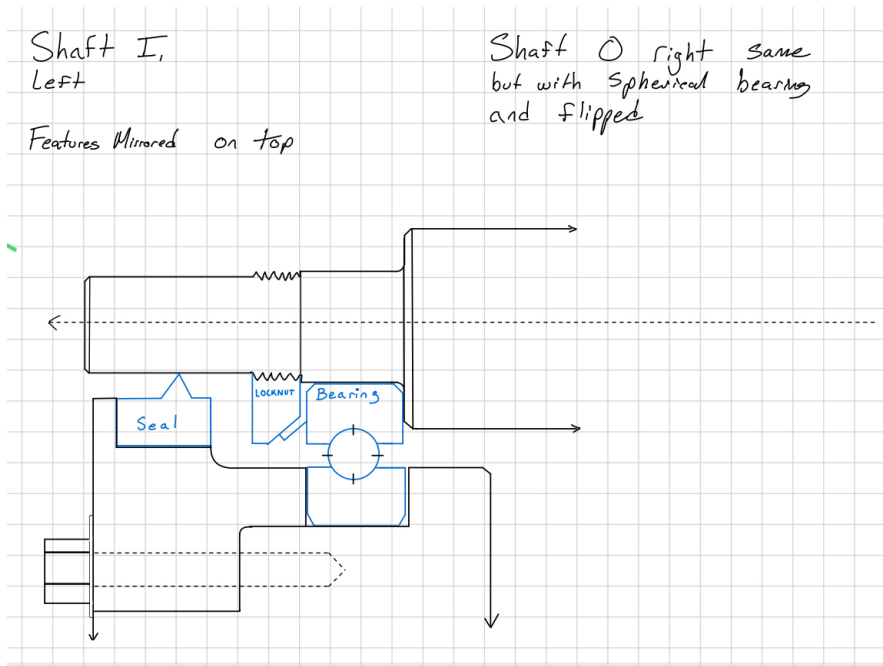 Shaft I,
Left
Features Mirrored on top
Shaft O right same
but with spherical bearing
and flipped
LOCKNUT
Bearing
Seal